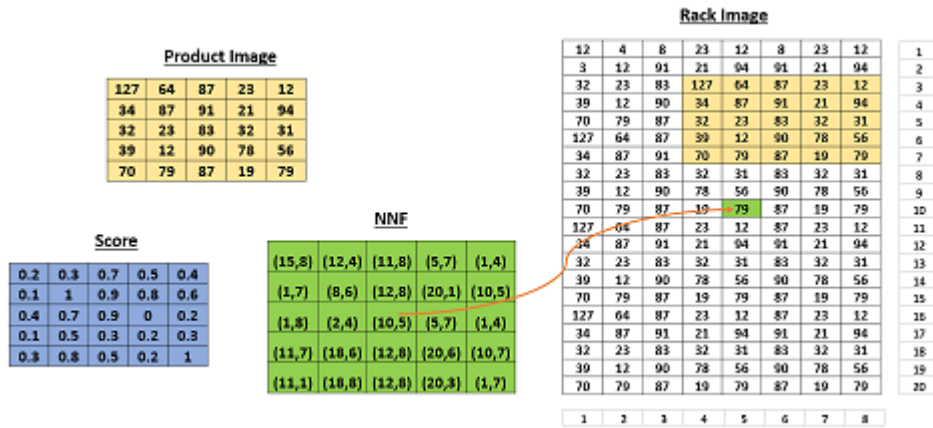 Rack Image
12 4 8 23 12 8 23 12 1
3 12 91 21 94 91 21 94 2
32 23 83 127 64 87 23 12 3
39 12 90 34 87 91 21 94 4
70 79 87 32 23 83 32 31 5
127 64 87 39 12 90 78 56 6
34 87 91 70 79 87 19 79 7
32 23 83 32 31 83 32 31 8
39 12 90 78 56 90 78 56 9
70 79 87 19 79 87 19 79 10
127 64 87 23 12 87 23 12 11
34 87 91 21 94 91 21 94 12
32 23 83 32 31 83 32 31 13
39 12 90 78 56 90 78 56 14
70 79 87 19 79 87 19 79 15
127 64 87 23 12 87 23 12 16
34 87 91 21 94 91 21 94 17
32 23 83 32 31 83 32 31 18
39 12 90 78 56 90 78 56 19
70 79 87 19 79 87 19 79 20
1 2 3 4 5 6 7 8
Product Image
127 64 87 23 12
34 87 91 21 94
32 23 83 32 31
39 12 90 78 56
70 79 87 19 79
Score
0.2 0.3 0.7 0.5 0.4
0.1 1 0.9 0.8 0.6
0.4 0.7 0.9 0 0.2
0.1 0.5 0.3 0.2 0.3
0.3 0.8 0.5 0.2 1
NNF
(15,8) (12,4) (11,8) (5,7) (1,4)
(1,7) (8,6) (12,8) (20,1) (10,5)
(1,8) (2,4) (10,5) (5,7) (1,4)
(11,7) (18,6) (12,8) (20,6) (10,7)
(11,1) (18,8) (12,8) (20,3) (1,7)